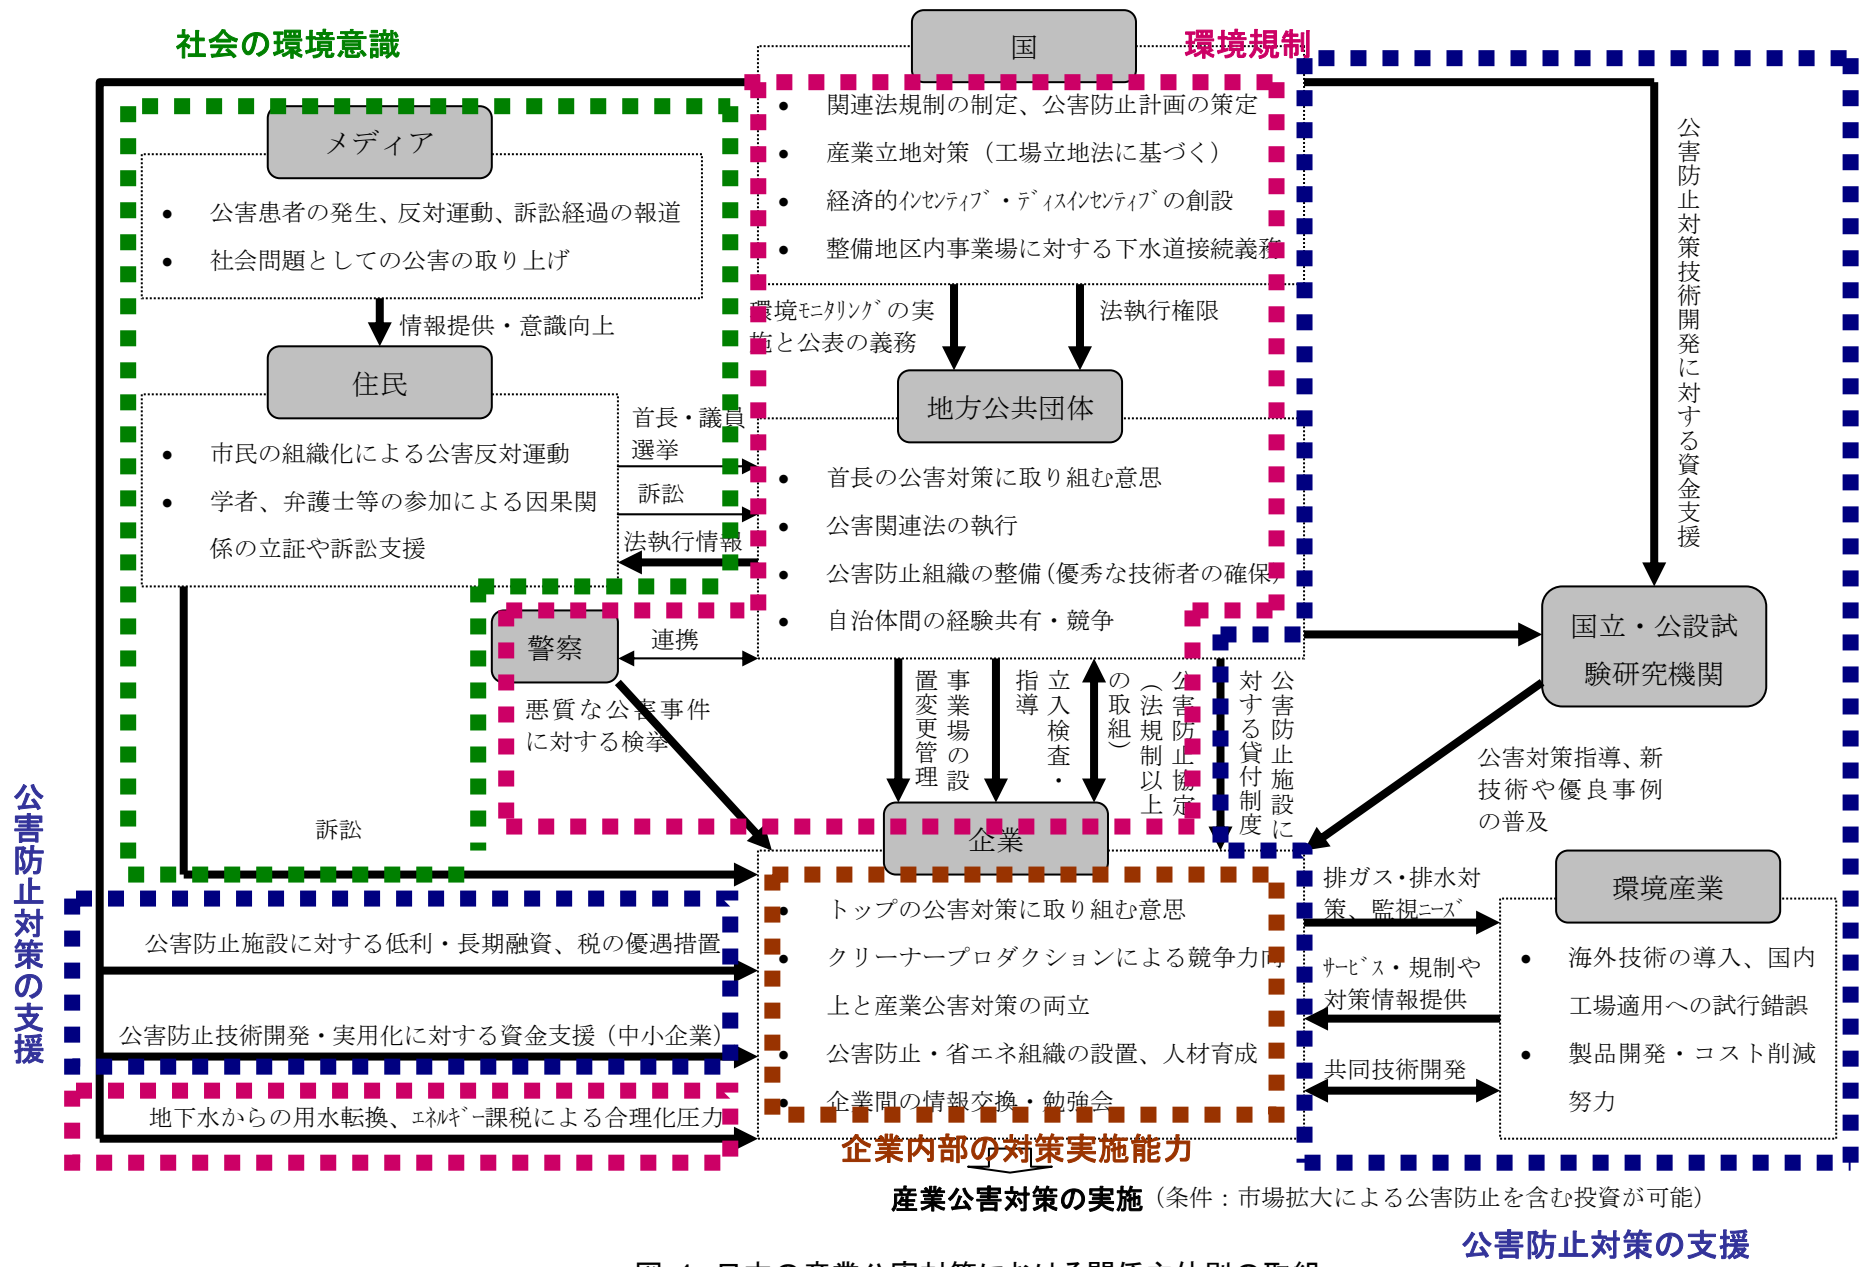 社会の環境意識
国
環境規制
関連法規制の制定、公害防止計画の策定
産業立地対策（工場立地法に基づく）
経済的ｲﾝｾﾝﾃｨﾌﾞ・ﾃﾞｨｽｲﾝｾﾝﾃｨﾌﾞの創設
整備地区内事業場に対する下水道接続義務
メディア
公害患者の発生、反対運動、訴訟経過の報道
社会問題としての公害の取り上げ
情報提供・意識向上
環境ﾓﾆﾀﾘﾝｸﾞの実
施と公表の義務
法執行権限
公害防止対策技術開発に対する資金支援
住民
市民の組織化による公害反対運動
学者、弁護士等の参加による因果関
係の立証や訴訟支援
首長・議員
選挙
訴訟
法執行情報
地方公共団体
首長の公害対策に取り組む意思
公害関連法の執行
公害防止組織の整備（優秀な技術者の確保）
自治体間の経験共有・競争
警察
連携
悪質な公害事件
に対する検挙
事業場の設
置変更管理
立入検査・
指導
公害防止協定
（法規制以上
の取組）
公害防止施設に
対する貸付制度
国立・公設試
験研究機関
公害対策指導、新
技術や優良事例
の普及
訴訟
公害防止対策の支援
公害防止施設に対する低利・長期融資、税の優遇措置
公害防止技術開発・実用化に対する資金支援（中小企業）
地下水からの用水転換、ｴﾈﾙｷﾞｰ課税による合理化圧力
企業
トップの公害対策に取り組む意思
クリーナープロダクションによる競争力向
上と産業公害対策の両立
公害防止・省エネ組織の設置、人材育成
企業間の情報交換・勉強会
企業内部の対策実施能力
排ガス・排水対
策、監視ﾆｰｽﾞ
ｻｰﾋﾞｽ・規制や
対策情報提供
共同技術開発
環境産業
海外技術の導入、国内
工場適用への試行錯誤
製品開発・コスト削減
努力
産業公害対策の実施（条件：市場拡大による公害防止を含む投資が可能）
公害防止対策の支援